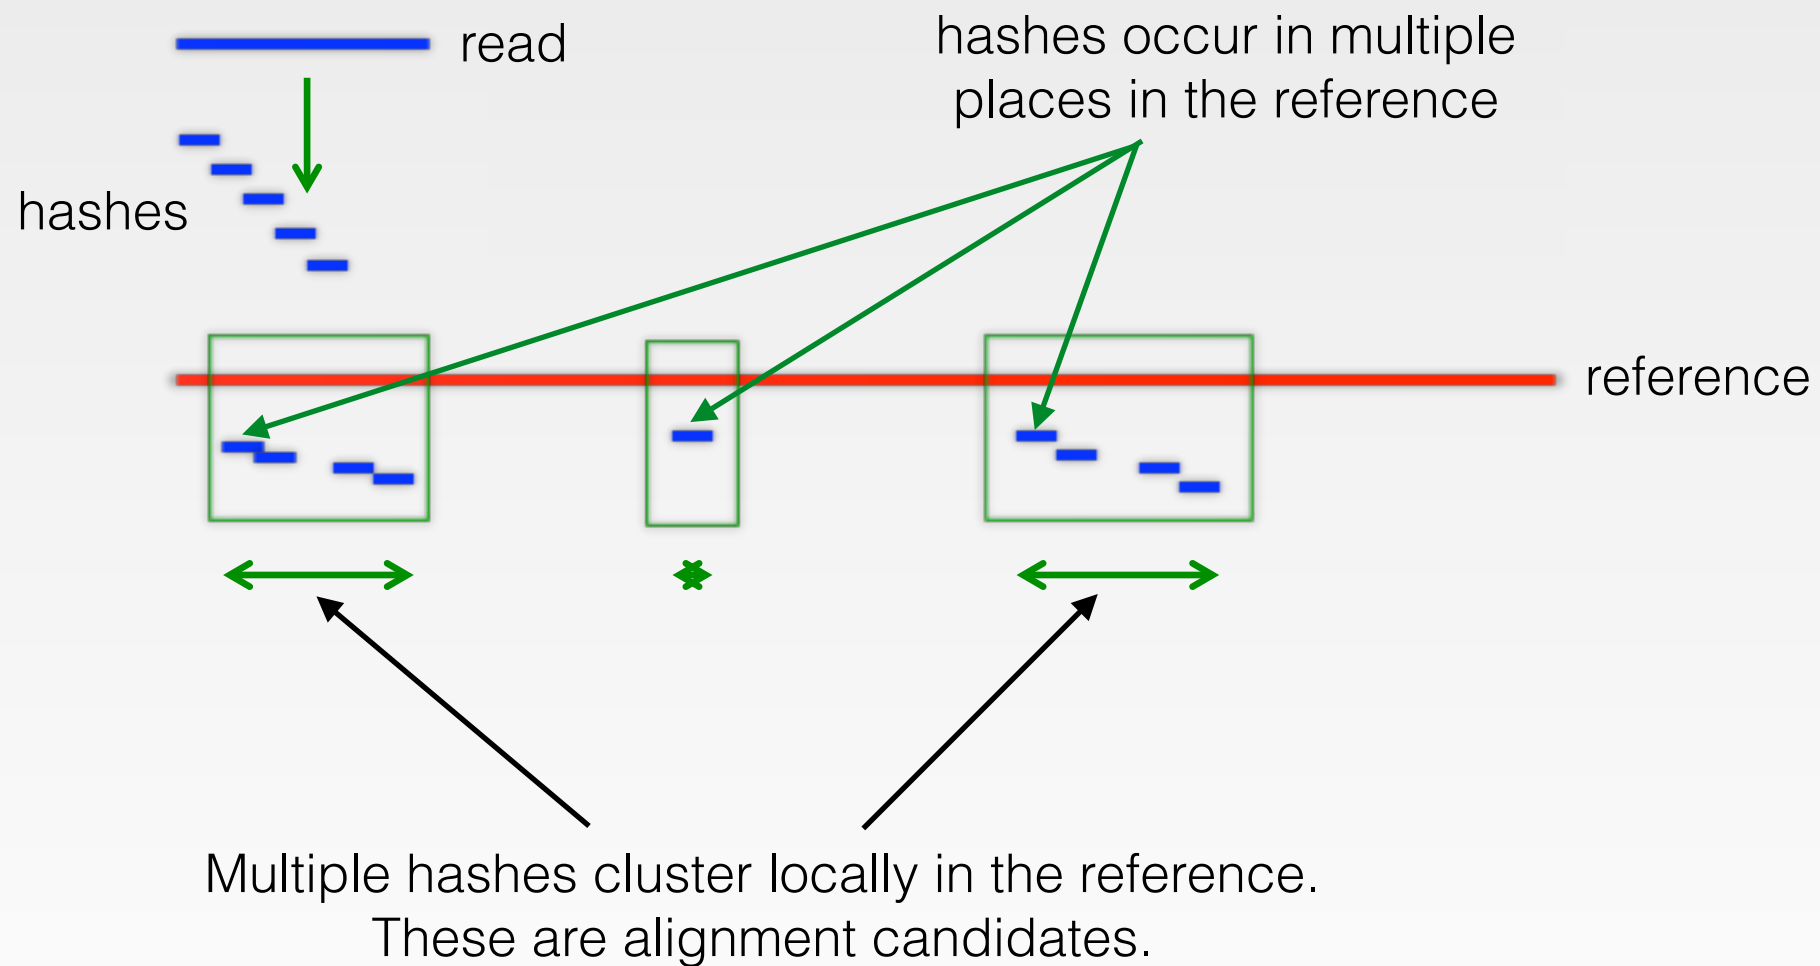 read
hashes occur in multiple
places in the reference
hashes
reference
Multiple hashes cluster locally in the reference.
These are alignment candidates.